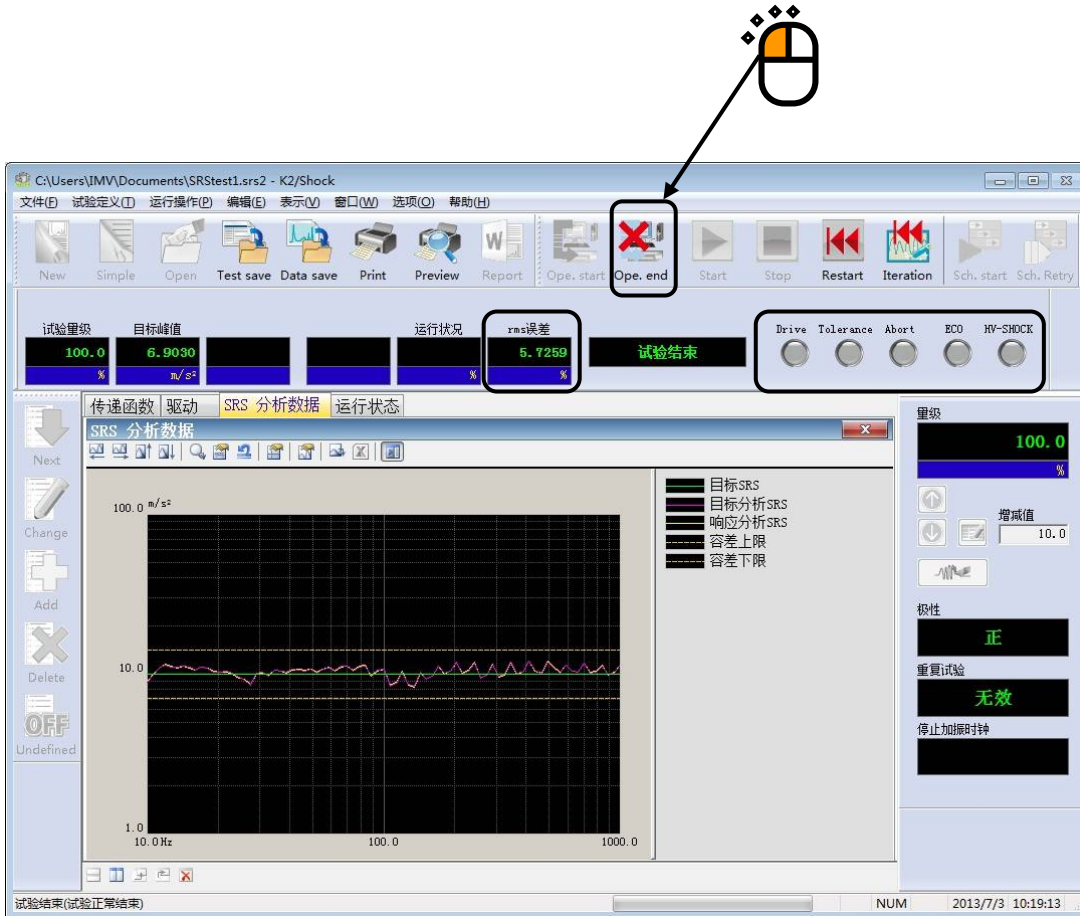 C:\Users\IMV\Documents\SRStest1.srs2 - K2/Shock
文件(F) 试验定义(T) 运行操作(P) 编辑(E) 表示(V) 窗口(W) 选项(O) 帮助(H)
New Simple Open Test save Data save Print Preview Report Ope. start Ope. end Start Stop Restart Iteration Sch. start Sch. Retry
试验量级 目标峰值 运行状况 rms误差 Drive Tolerance Abort ECO HV-SHOCK
100.0 6.9030 5.7259 试验结束
% m/s² % %
传递函数 驱动 SRS 分析数据 运行状态
SRS 分析数据
Next
Change
Add
Delete
OFF
Undefined
100.0 m/s²
10.0
1.0
10.0 Hz 100.0 1000.0
目标SRS
目标分析SRS
响应分析SRS
容差上限
容差下限
量级
100.0
%
增减值
10.0
极性
正
重复试验
无效
停止加振时钟
试验结束(试验正常结束) NUM 2013/7/3 10:19:13